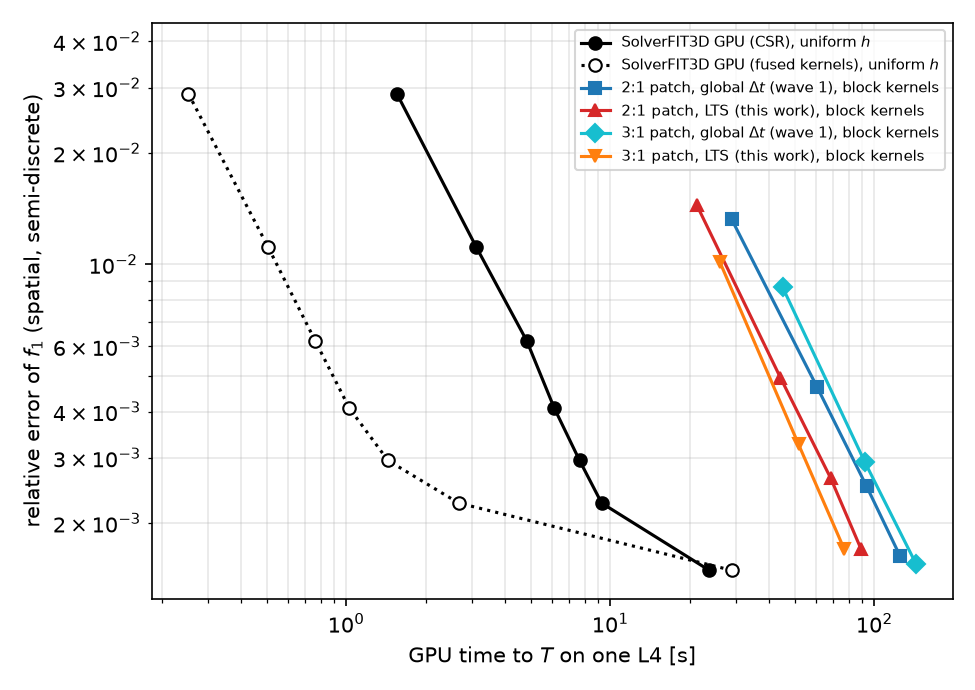 SolverFIT3D GPU (CSR), uniform h
SolverFIT3D GPU (fused kernels), uniform h
2:1 patch, global Δt (wave 1), block kernels
2:1 patch, LTS (this work), block kernels
3:1 patch, global Δt (wave 1), block kernels
3:1 patch, LTS (this work), block kernels
relative error of f₁ (spatial, semi-discrete)
4 × 10⁻²
3 × 10⁻²
2 × 10⁻²
10⁻²
6 × 10⁻³
4 × 10⁻³
3 × 10⁻³
2 × 10⁻³
10⁰ 10¹ 10²
GPU time to T on one L4 [s]